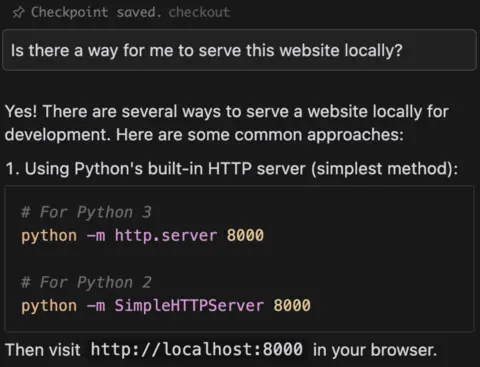 Checkpoint saved. checkout
Is there a way for me to serve this website locally?
Yes! There are several ways to serve a website locally for
development. Here are some common approaches:
1. Using Python's built-in HTTP server (simplest method):
# For Python 3
python -m http.server 8000
# For Python 2
python -m SimpleHTTPServer 8000
Then visit http://localhost:8000 in your browser.